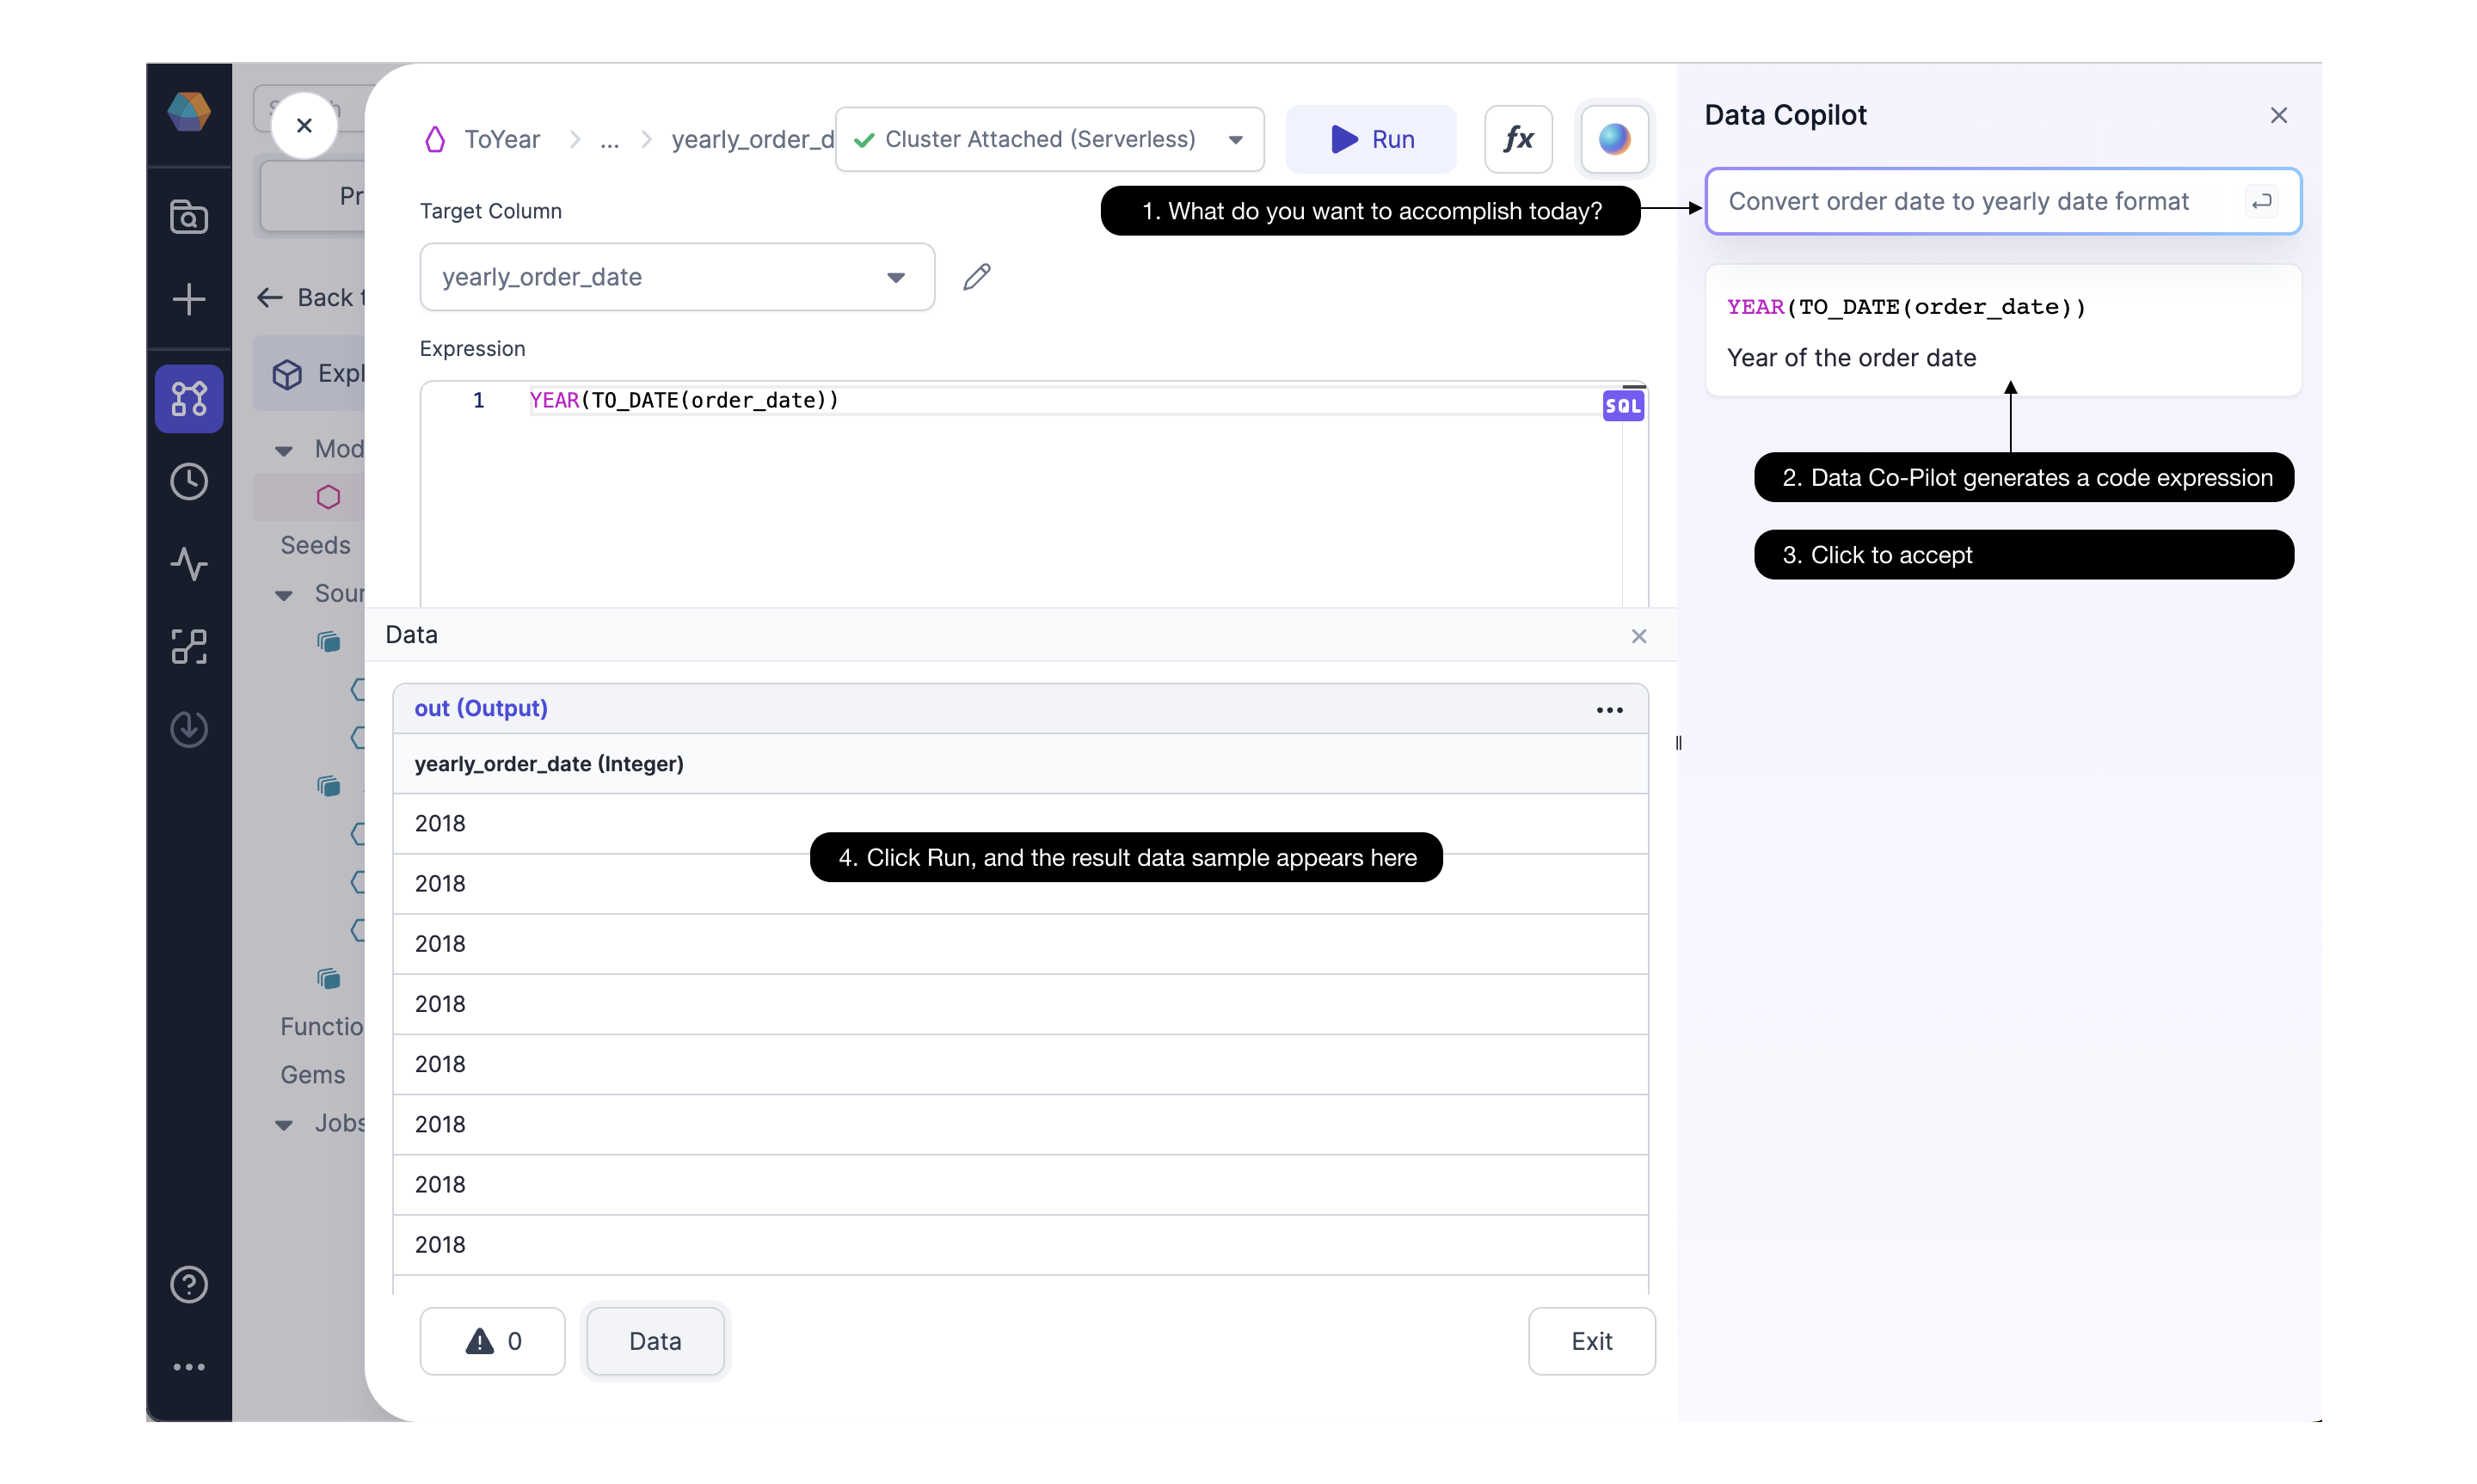 ToYear > ... > yearly_order_d
Cluster Attached (Serverless)
Run
fx
Target Column
yearly_order_date
Expression
1 YEAR(TO_DATE(order_date))
SQL
Data
out (Output)
yearly_order_date (Integer)
2018
2018
2018
2018
2018
2018
2018
2018
4. Click Run, and the result data sample appears here
0
Data
Exit
Pr
Back t
Expl
Mod
Seeds
Sour
Functio
Gems
Jobs
Data Copilot
1. What do you want to accomplish today?
Convert order date to yearly date format
YEAR(TO_DATE(order_date))
Year of the order date
2. Data Co-Pilot generates a code expression
3. Click to accept